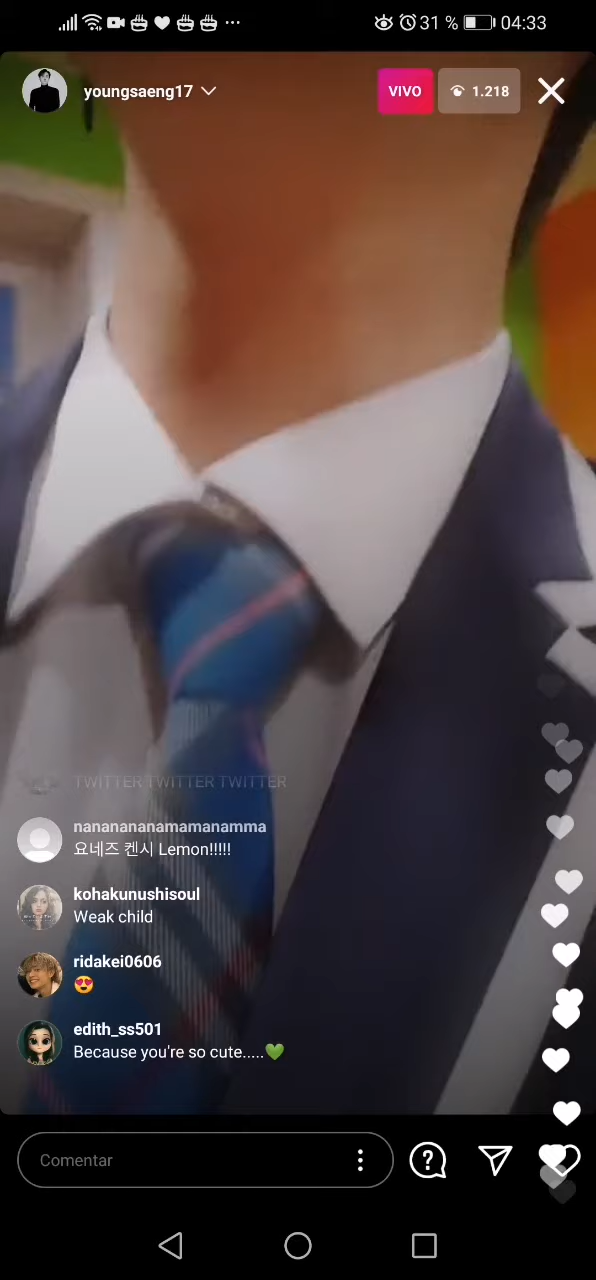 31 % 04:33
youngsaeng17
VIVO
1.218
TWITTER TWITTER TWITTER
nananananamamanamma
요네즈 켄시 Lemon!!!!!
kohakunushisoul
Weak child
ridakei0606
😍
edith_ss501
Because you're so cute.....💚
Comentar